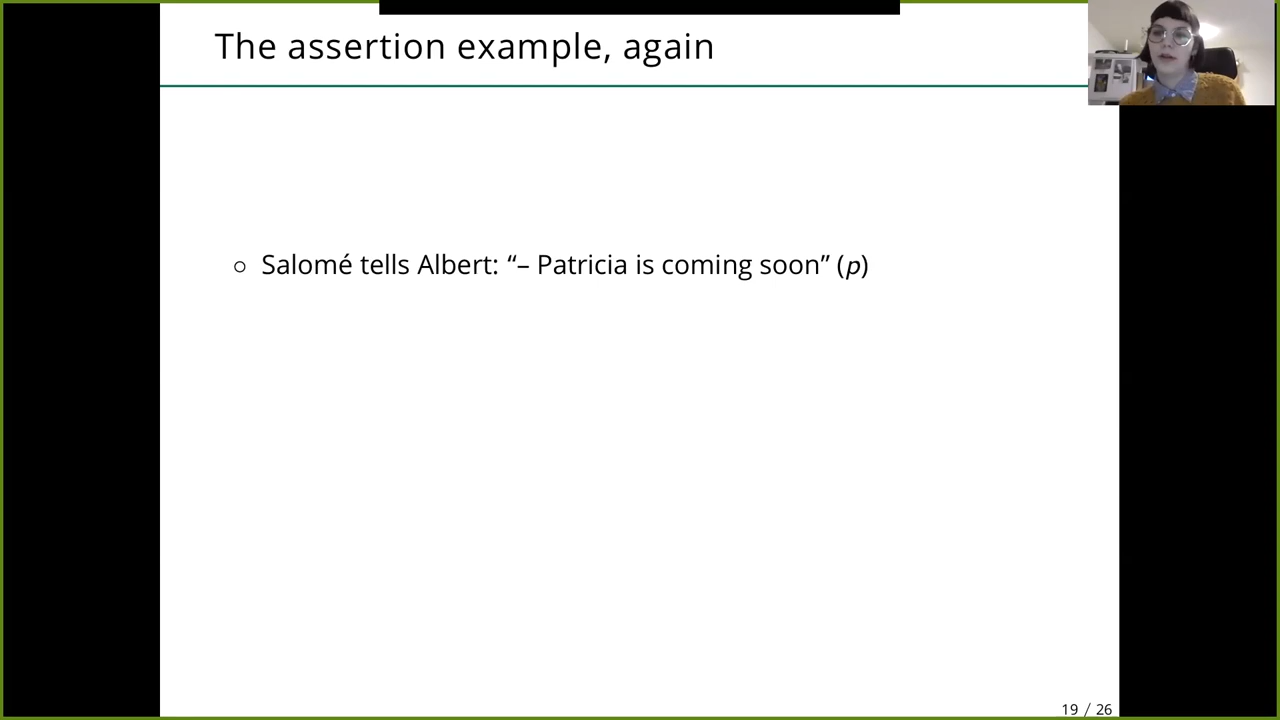 The assertion example, again
○ Salomé tells Albert: “– Patricia is coming soon” (p)
19 / 26